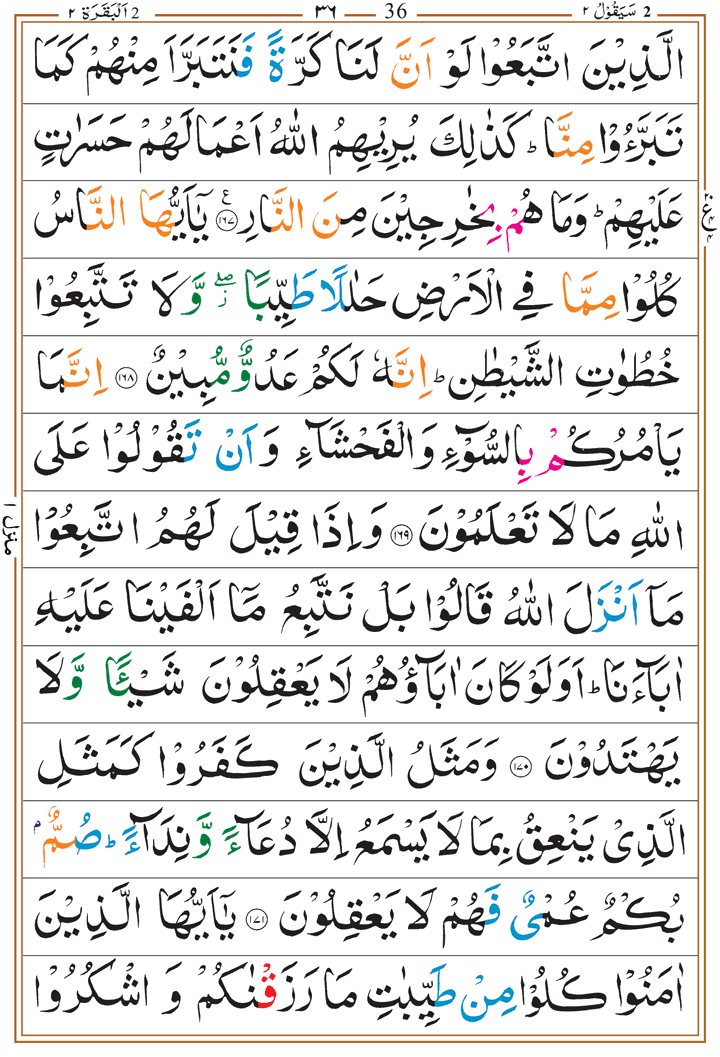 2 سَيَقُوْلُ ٢
36
٣٦
2 اَلْبَقَرَة ٢
الَّذِيْنَ اتَّبَعُوْا لَوْ اَنَّ لَنَا كَرَّةً فَنَتَبَرَّاَ مِنْهُمْ كَمَا
تَبَرَّءُوْا مِنَّا ؕ كَذٰلِكَ يُرِيْهِمُ اللّٰهُ اَعْمَالَهُمْ حَسَرٰتٍ
عَلَيْهِمْ ؕ وَمَا هُمْ بِخٰرِجِيْنَ مِنَ النَّارِ ۧ ﴿١٦٧﴾ يٰٓاَيُّهَا النَّاسُ
كُلُوْا مِمَّا فِي الْاَرْضِ حَلٰلًا طَيِّبًا ۖ ز وَّلَا تَتَّبِعُوْا
خُطُوٰتِ الشَّيْطٰنِ ؕ اِنَّهٗ لَكُمْ عَدُوٌّ مُّبِيْنٌ ﴿١٦٨﴾ اِنَّمَا
يَاْمُرُكُمْ بِالسُّوْٓءِ وَالْفَحْشَآءِ وَاَنْ تَقُوْلُوْا عَلَى
اللّٰهِ مَا لَا تَعْلَمُوْنَ ﴿١٦٩﴾ وَاِذَا قِيْلَ لَهُمُ اتَّبِعُوْا
مَآ اَنْزَلَ اللّٰهُ قَالُوْا بَلْ نَتَّبِعُ مَآ اَلْفَيْنَا عَلَيْهِ
اٰبَآءَنَا ؕ اَوَلَوْ كَانَ اٰبَآؤُهُمْ لَا يَعْقِلُوْنَ شَيْـًٔا وَّلَا
يَهْتَدُوْنَ ﴿١٧٠﴾ وَمَثَلُ الَّذِيْنَ كَفَرُوْا كَمَثَلِ
الَّذِيْ يَنْعِقُ بِمَا لَا يَسْمَعُ اِلَّا دُعَآءً وَّنِدَآءً ؕ صُمٌّۢ
بُكْمٌ عُمْيٌ فَهُمْ لَا يَعْقِلُوْنَ ﴿١٧١﴾ يٰٓاَيُّهَا الَّذِيْنَ
اٰمَنُوْا كُلُوْا مِنْ طَيِّبٰتِ مَا رَزَقْنٰكُمْ وَ اشْكُرُوْا
منزل ١